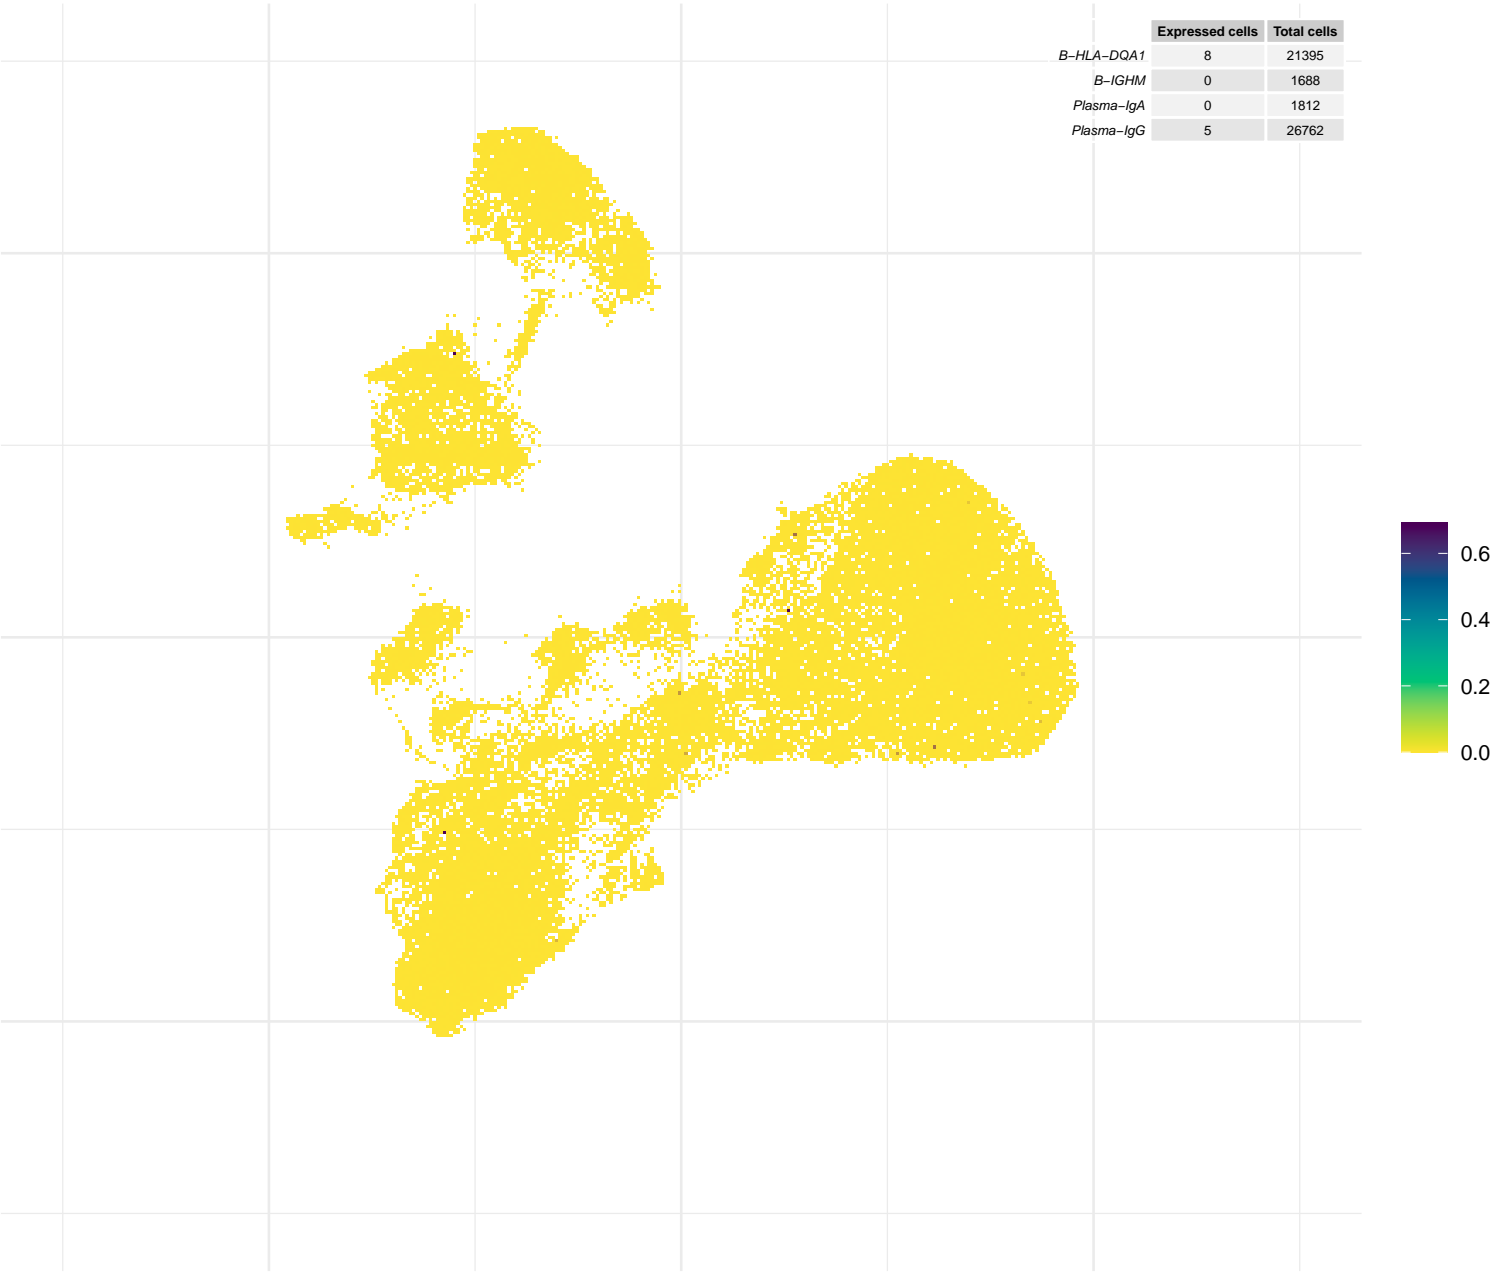 Expressed cells Total cells
B−HLA−DQA1 8 21395
B−IGHM 0 1688
Plasma−IgA 0 1812
Plasma−IgG 5 26762
0.6
0.4
0.2
0.0